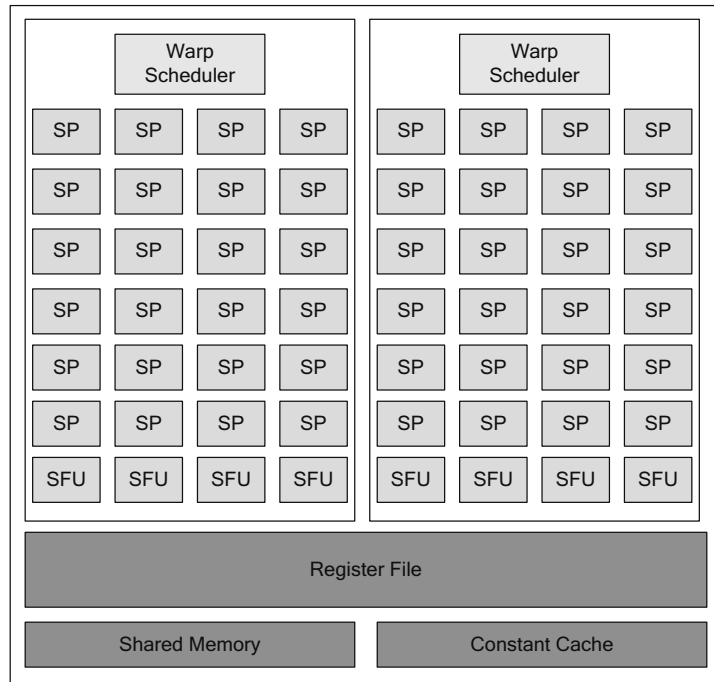 Warp
Scheduler
Warp
Scheduler
SP SP SP SP SP SP SP SP
SP SP SP SP SP SP SP SP
SP SP SP SP SP SP SP SP
SP SP SP SP SP SP SP SP
SP SP SP SP SP SP SP SP
SP SP SP SP SP SP SP SP
SFU SFU SFU SFU SFU SFU SFU SFU
Register File
Shared Memory
Constant Cache